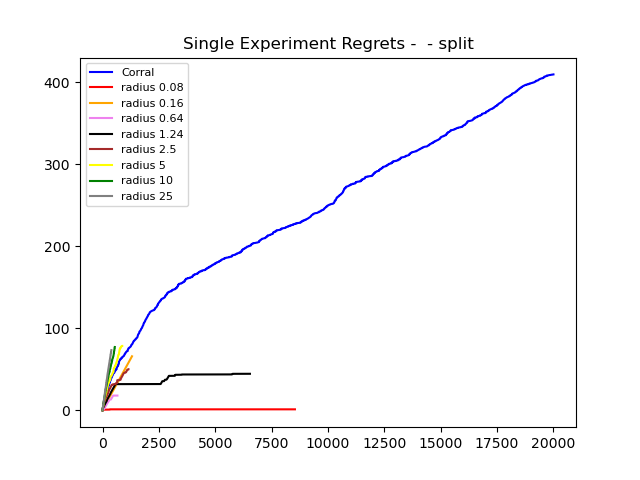 Single Experiment Regrets -  - split
Corral
radius 0.08
radius 0.16
radius 0.64
radius 1.24
radius 2.5
radius 5
radius 10
radius 25
400
300
200
100
0
0 2500 5000 7500 10000 12500 15000 17500 20000